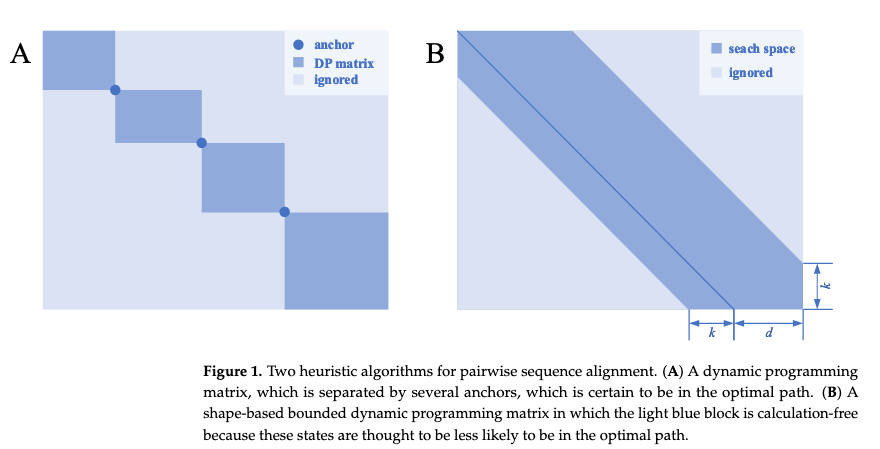 A
anchor
DP matrix
ignored
B
seach space
ignored
k
k
d
Figure 1. Two heuristic algorithms for pairwise sequence alignment. (A) A dynamic programming
matrix, which is separated by several anchors, which is certain to be in the optimal path. (B) A
shape-based bounded dynamic programming matrix in which the light blue block is calculation-free
because these states are thought to be less likely to be in the optimal path.